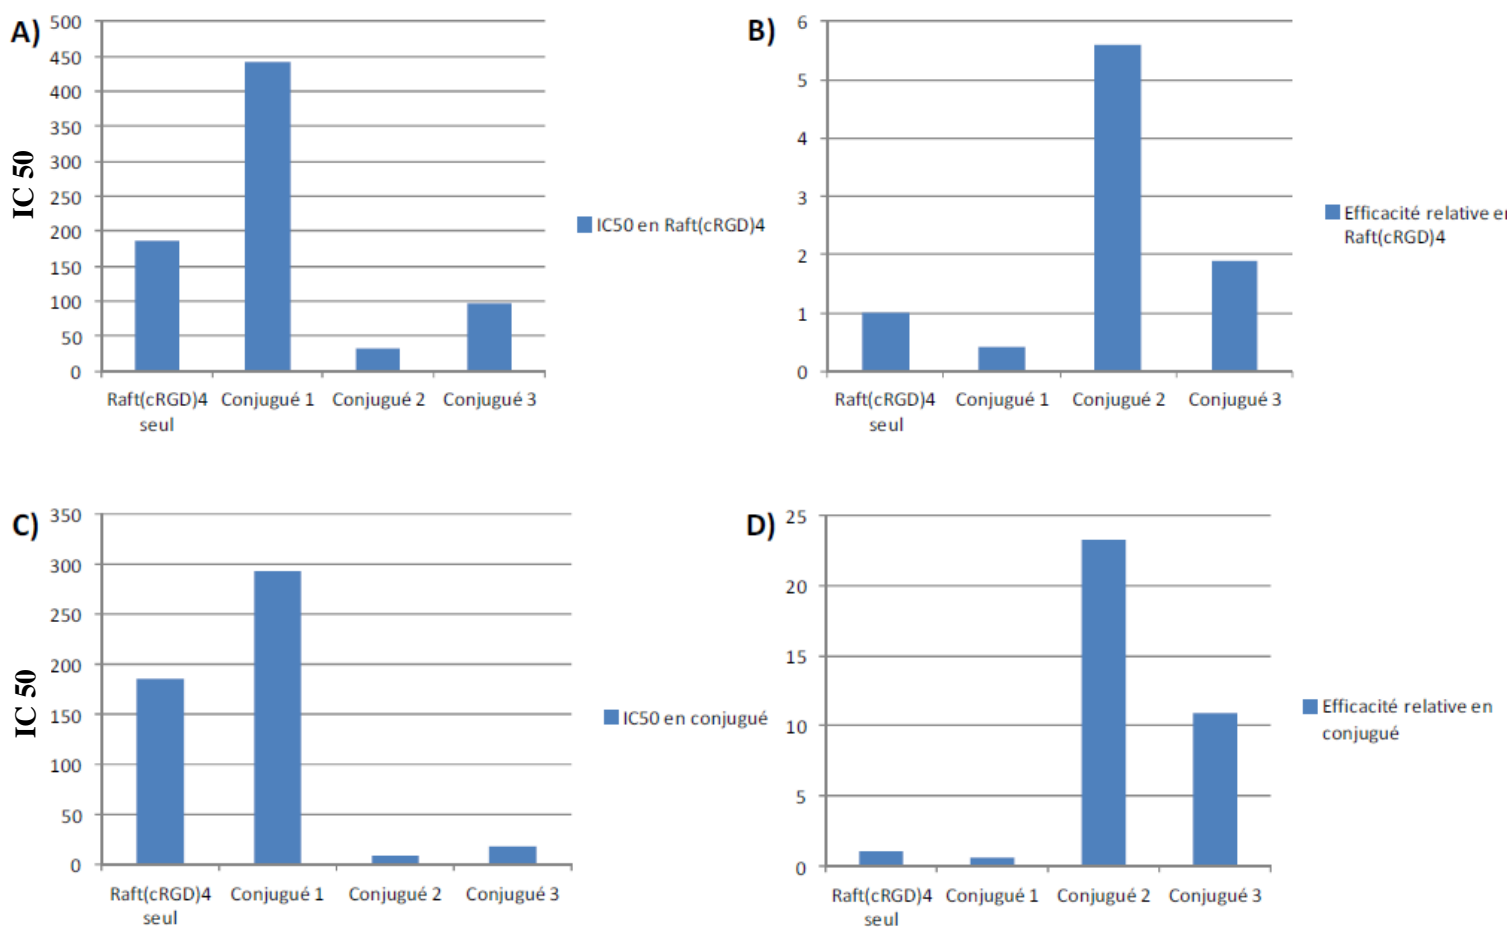 A)
500
450
400
350
300
250
200
150
100
50
0
IC 50
Raft(cRGD)4
seul
Conjugué 1
Conjugué 2
Conjugué 3
IC50 en Raft(cRGD)4
B)
6
5
4
3
2
1
0
Raft(cRGD)4
seul
Conjugué 1
Conjugué 2
Conjugué 3
Efficacité relative en
Raft(cRGD)4
C)
350
300
250
200
150
100
50
0
IC 50
Raft(cRGD)4
seul
Conjugué 1
Conjugué 2
Conjugué 3
IC50 en conjugué
D)
25
20
15
10
5
0
Raft(cRGD)4
seul
Conjugué 1
Conjugué 2
Conjugué 3
Efficacité relative en
conjugué